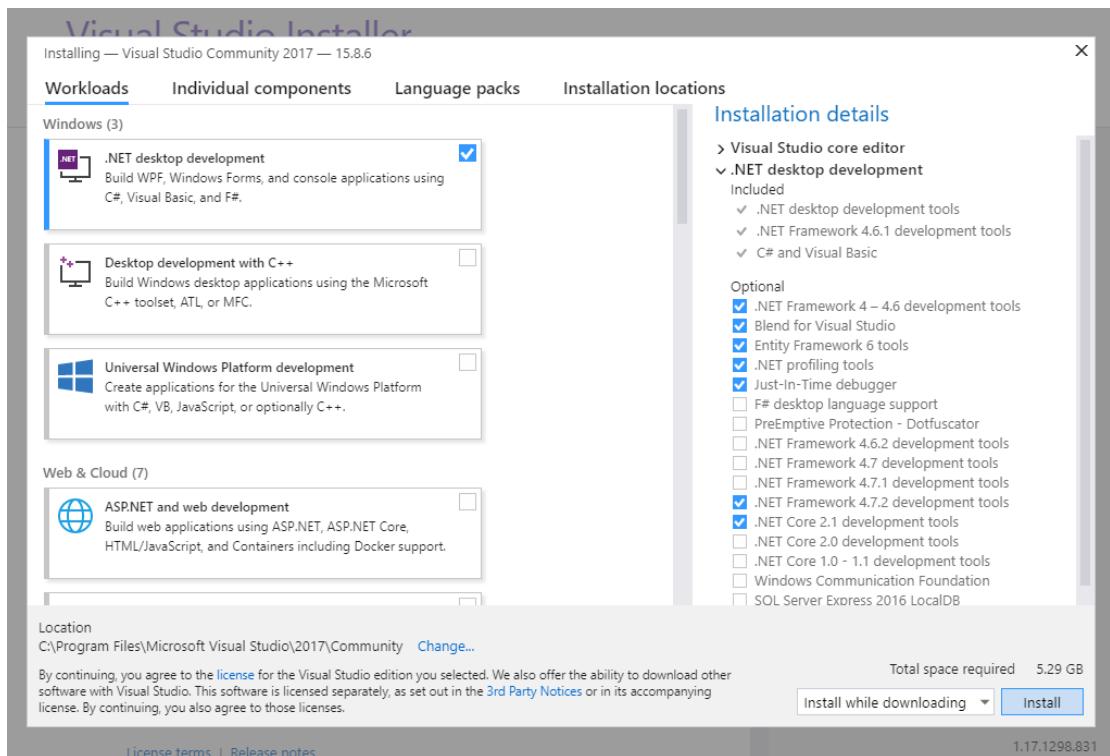 Visual Studio Installer
Installing — Visual Studio Community 2017 — 15.8.6
Workloads
Individual components
Language packs
Installation locations
Windows (3)
.NET
.NET desktop development
Build WPF, Windows Forms, and console applications using
C#, Visual Basic, and F#.
Desktop development with C++
Build Windows desktop applications using the Microsoft
C++ toolset, ATL, or MFC.
Universal Windows Platform development
Create applications for the Universal Windows Platform
with C#, VB, JavaScript, or optionally C++.
Web & Cloud (7)
ASP.NET and web development
Build web applications using ASP.NET, ASP.NET Core,
HTML/JavaScript, and Containers including Docker support.
Installation details
Visual Studio core editor
.NET desktop development
Included
.NET desktop development tools
.NET Framework 4.6.1 development tools
C# and Visual Basic
Optional
.NET Framework 4 – 4.6 development tools
Blend for Visual Studio
Entity Framework 6 tools
.NET profiling tools
Just-In-Time debugger
F# desktop language support
PreEmptive Protection - Dotfuscator
.NET Framework 4.6.2 development tools
.NET Framework 4.7 development tools
.NET Framework 4.7.1 development tools
.NET Framework 4.7.2 development tools
.NET Core 2.1 development tools
.NET Core 2.0 development tools
.NET Core 1.0 - 1.1 development tools
Windows Communication Foundation
SQL Server Express 2016 LocalDB
Location
C:\Program Files\Microsoft Visual Studio\2017\Community Change...
By continuing, you agree to the license for the Visual Studio edition you selected. We also offer the ability to download other
software with Visual Studio. This software is licensed separately, as set out in the 3rd Party Notices or in its accompanying
license. By continuing, you also agree to those licenses.
Total space required 5.29 GB
Install while downloading
Install
License terms | Release notes
1.17.1298.831